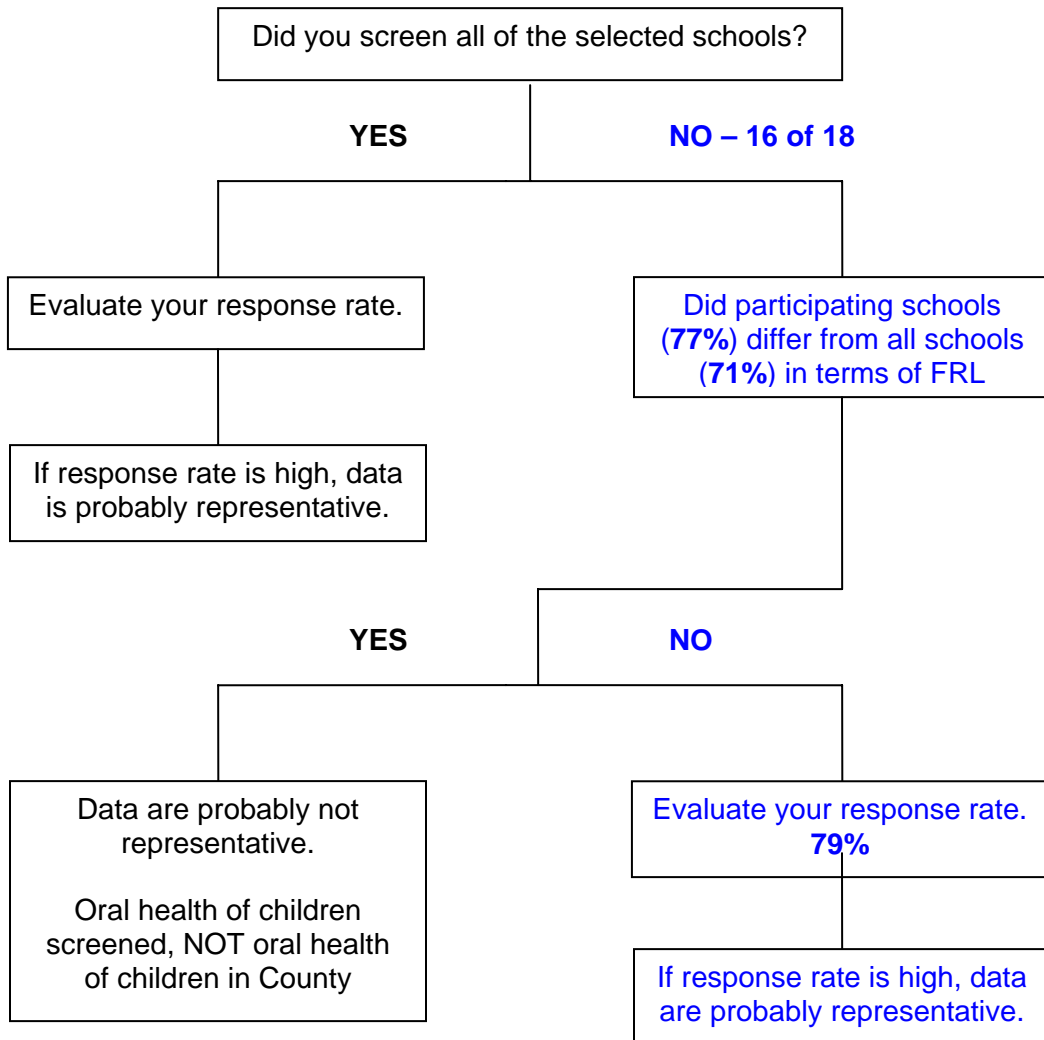 Did you screen all of the selected schools?
YES
NO – 16 of 18
Evaluate your response rate.
Did participating schools
(77%) differ from all schools
(71%) in terms of FRL
If response rate is high, data
is probably representative.
YES
NO
Data are probably not
representative.
Oral health of children
screened, NOT oral health
of children in County
Evaluate your response rate.
79%
If response rate is high, data
are probably representative.